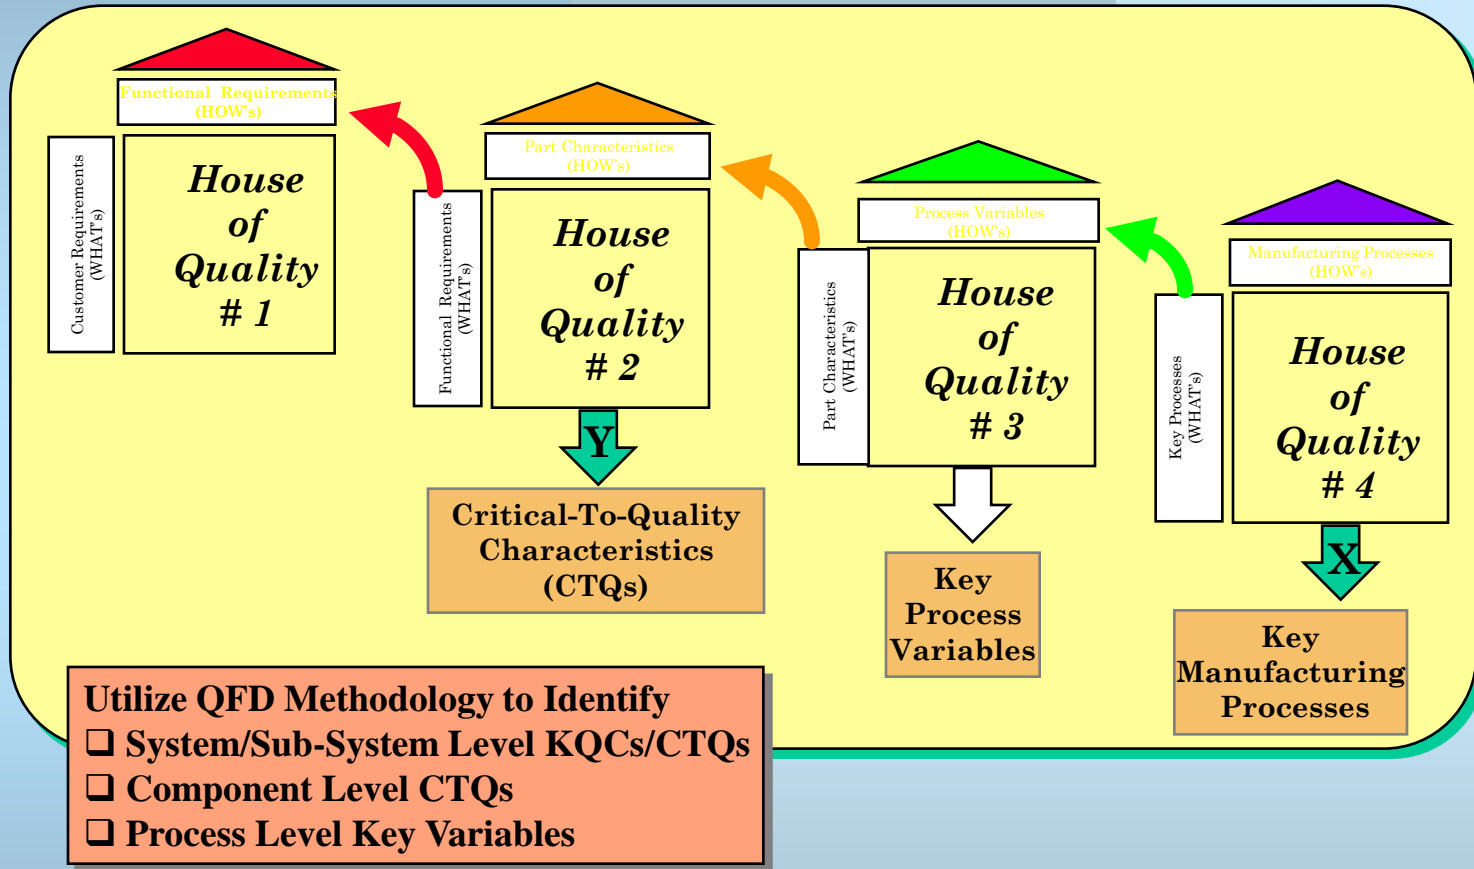 Functional Requirements
(HOW's)
Customer Requirements
(WHAT's)
House
of
Quality
# 1
Part Characteristics
(HOW's)
Functional Requirements
(WHAT's)
House
of
Quality
# 2
Y
Critical-To-Quality
Characteristics
(CTQs)
Process Variables
(HOW's)
Part Characteristics
(WHAT's)
House
of
Quality
# 3
Key
Process
Variables
Manufacturing Processes
(HOW's)
Key Processes
(WHAT's)
House
of
Quality
# 4
X
Key
Manufacturing
Processes
Utilize QFD Methodology to Identify
❑ System/Sub-System Level KQCs/CTQs
❑ Component Level CTQs
❑ Process Level Key Variables